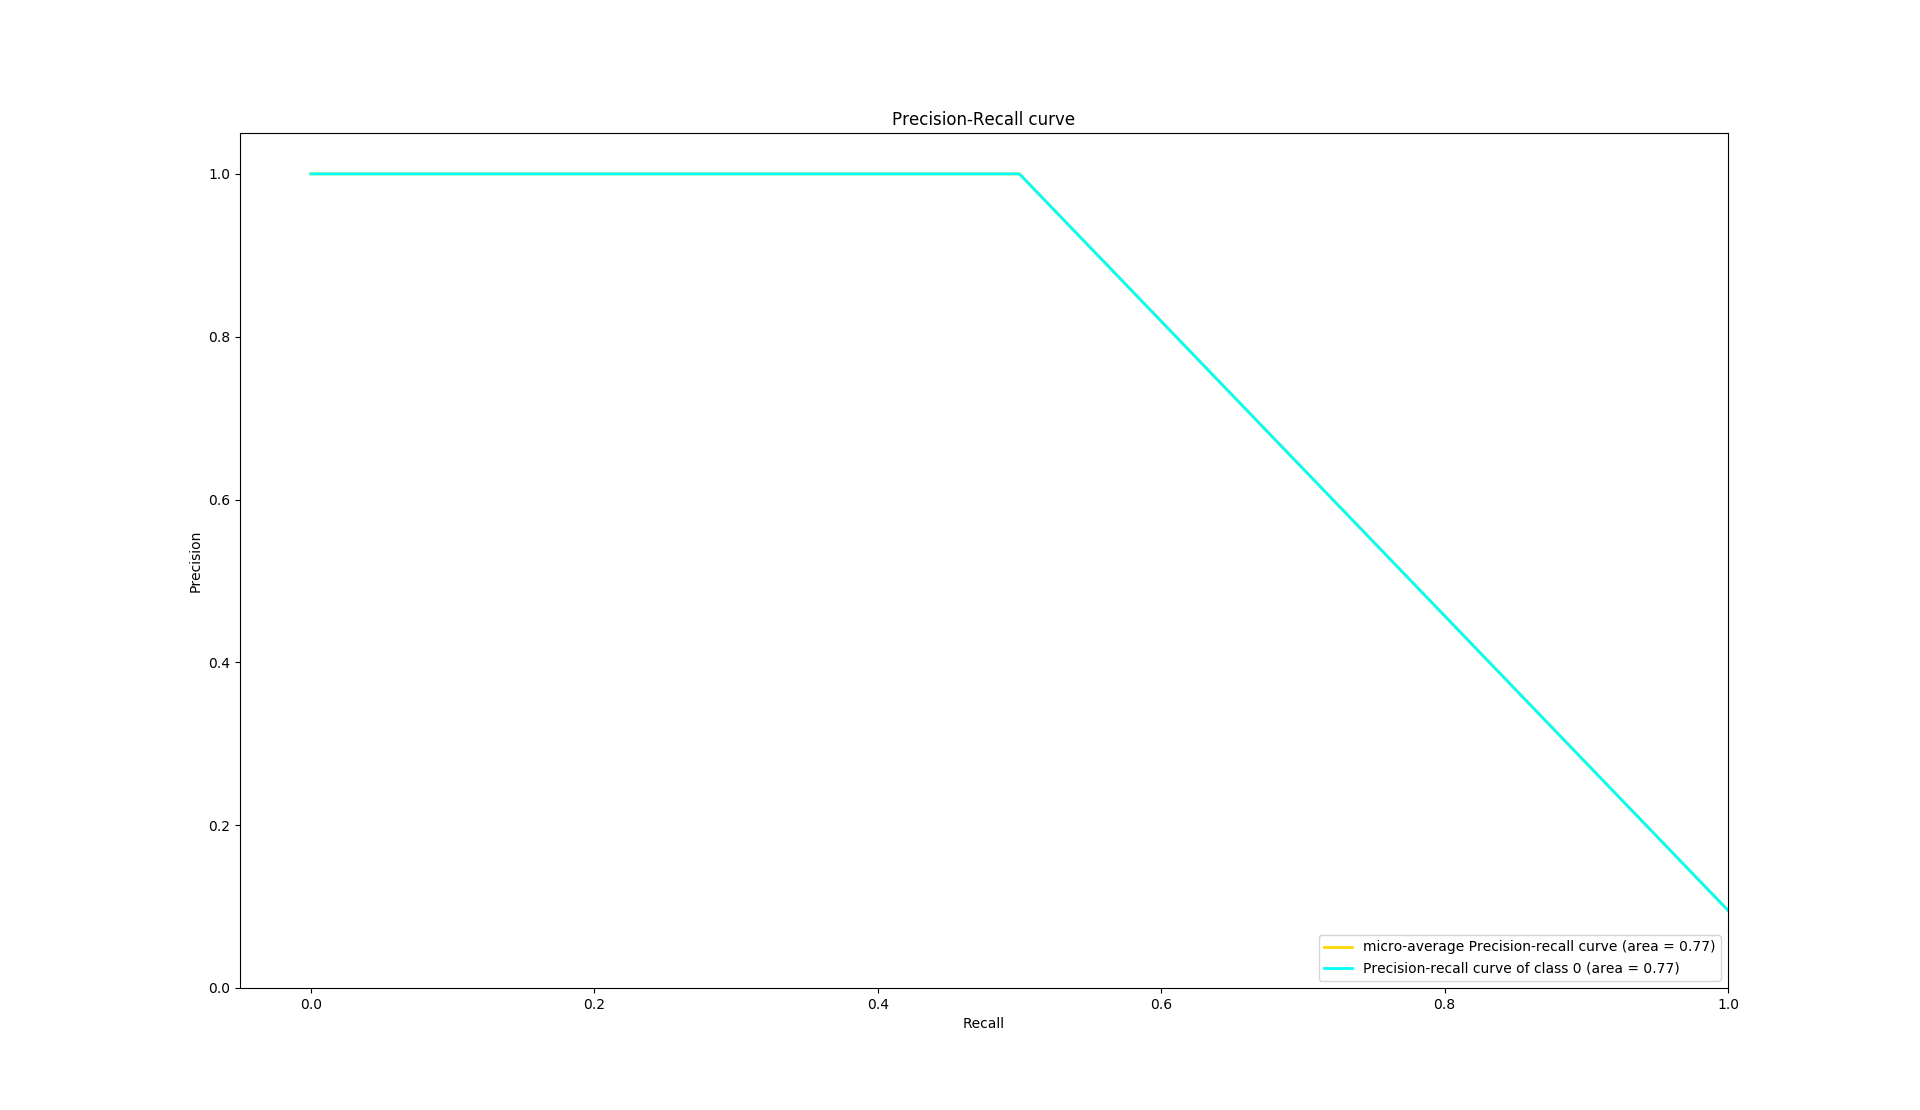 Precision-Recall curve
1.0
0.8
0.6
0.4
0.2
0.0
Precision
0.0 0.2 0.4 0.6 0.8 1.0
Recall
micro-average Precision-recall curve (area = 0.77)
Precision-recall curve of class 0 (area = 0.77)